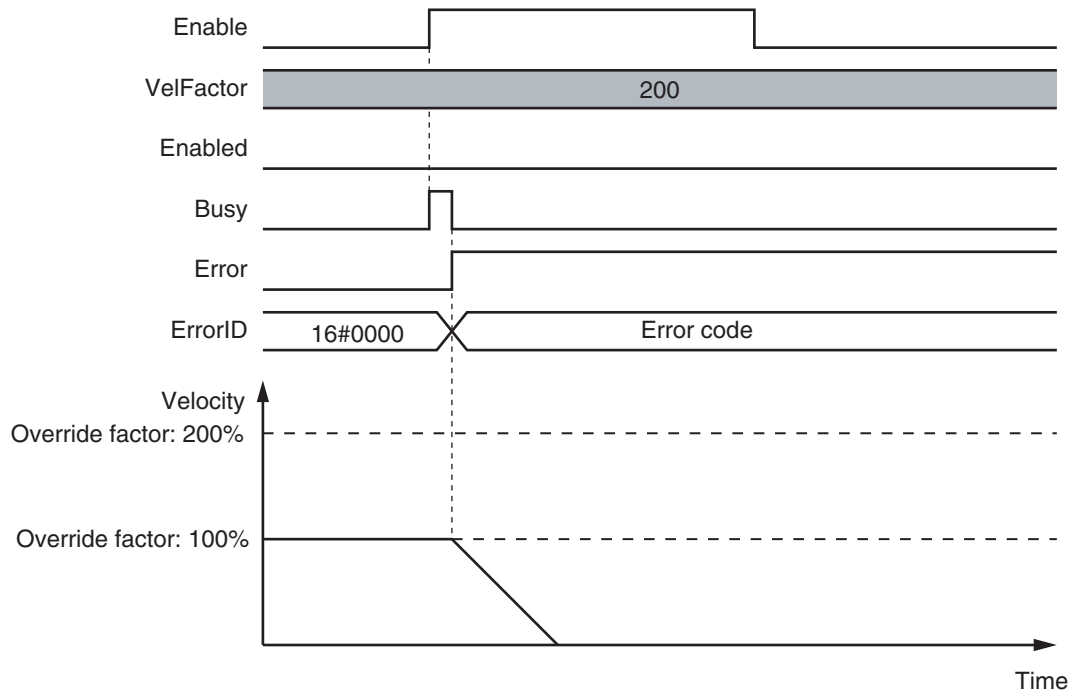 Enable
VelFactor
200
Enabled
Busy
Error
ErrorID
16#0000
Error code
Velocity
Override factor: 200%
Override factor: 100%
Time